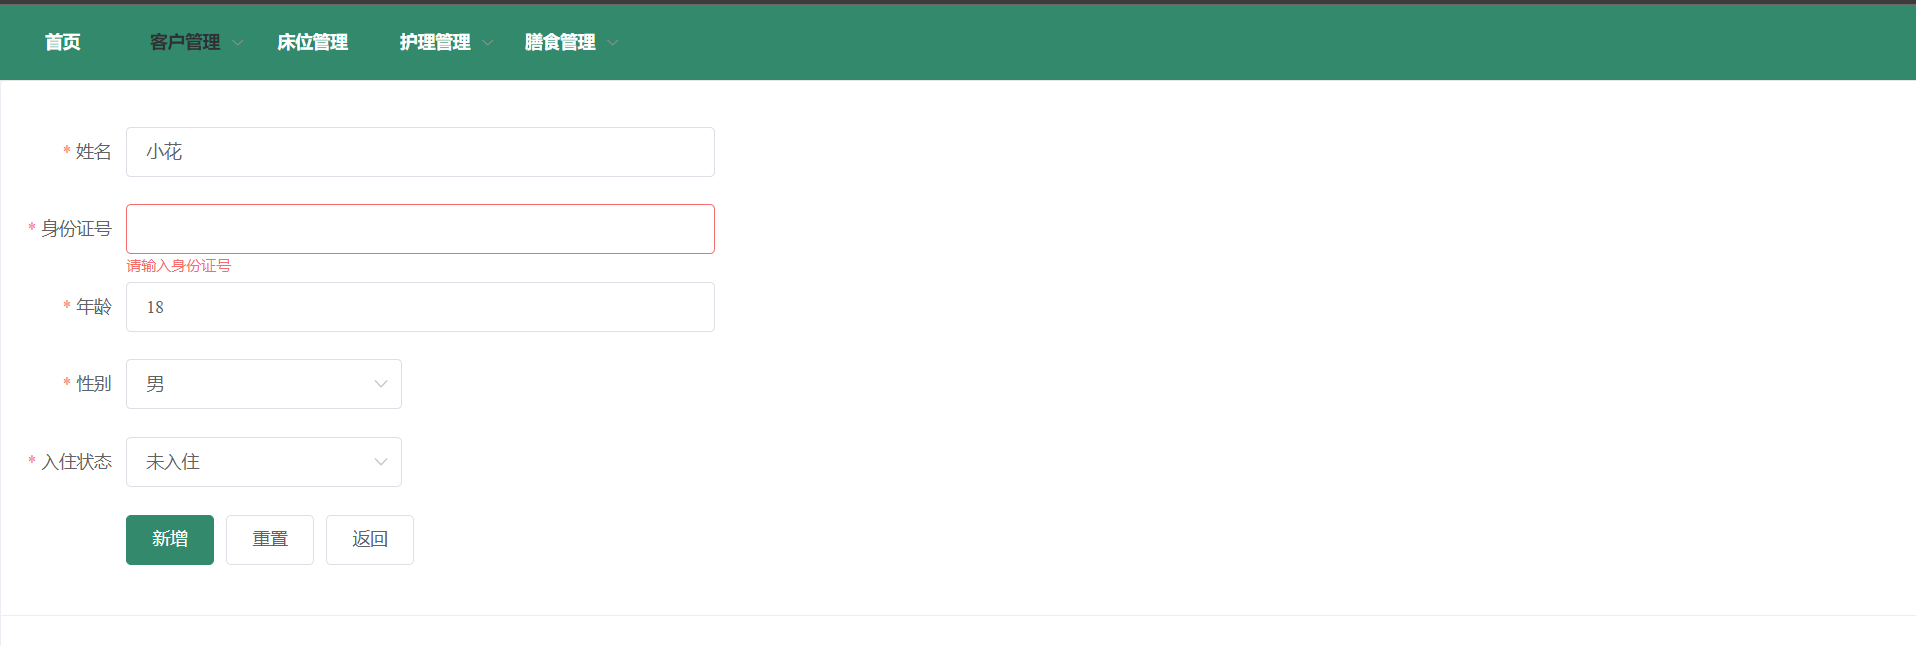 首页 客户管理 床位管理 护理管理 膳食管理
* 姓名 小花
* 身份证号
请输入身份证号
* 年龄 18
* 性别 男
* 入住状态 未入住
新增 重置 返回